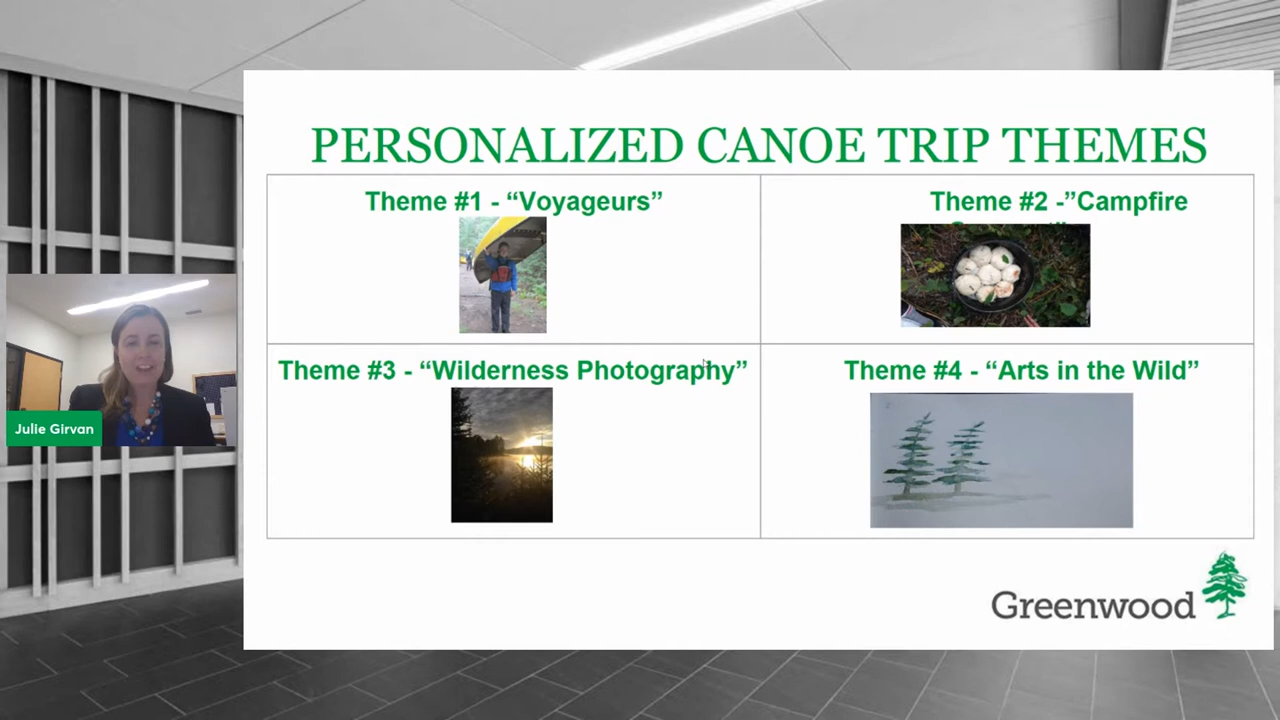 PERSONALIZED CANOE TRIP THEMES
Theme #1 - “Voyageurs”
Theme #2 -”Campfire
Theme #3 - “Wilderness Photography”
Theme #4 - “Arts in the Wild”
Julie Girvan
Greenwood